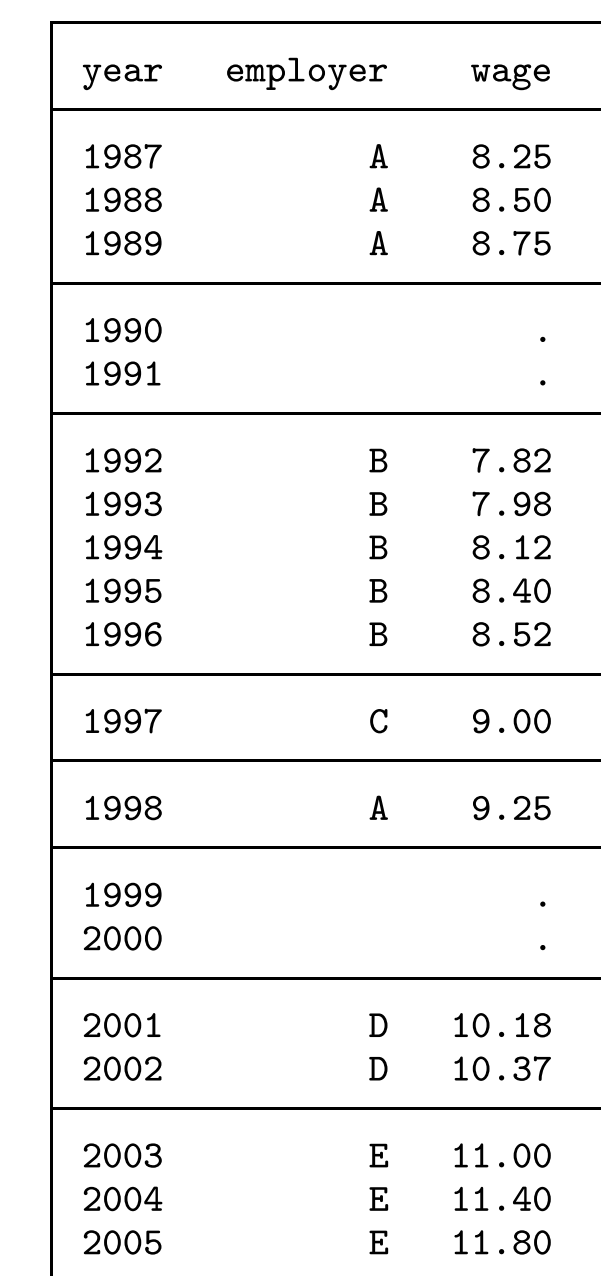 year employer wage
1987 A 8.25
1988 A 8.50
1989 A 8.75
1990 .
1991 .
1992 B 7.82
1993 B 7.98
1994 B 8.12
1995 B 8.40
1996 B 8.52
1997 C 9.00
1998 A 9.25
1999 .
2000 .
2001 D 10.18
2002 D 10.37
2003 E 11.00
2004 E 11.40
2005 E 11.80